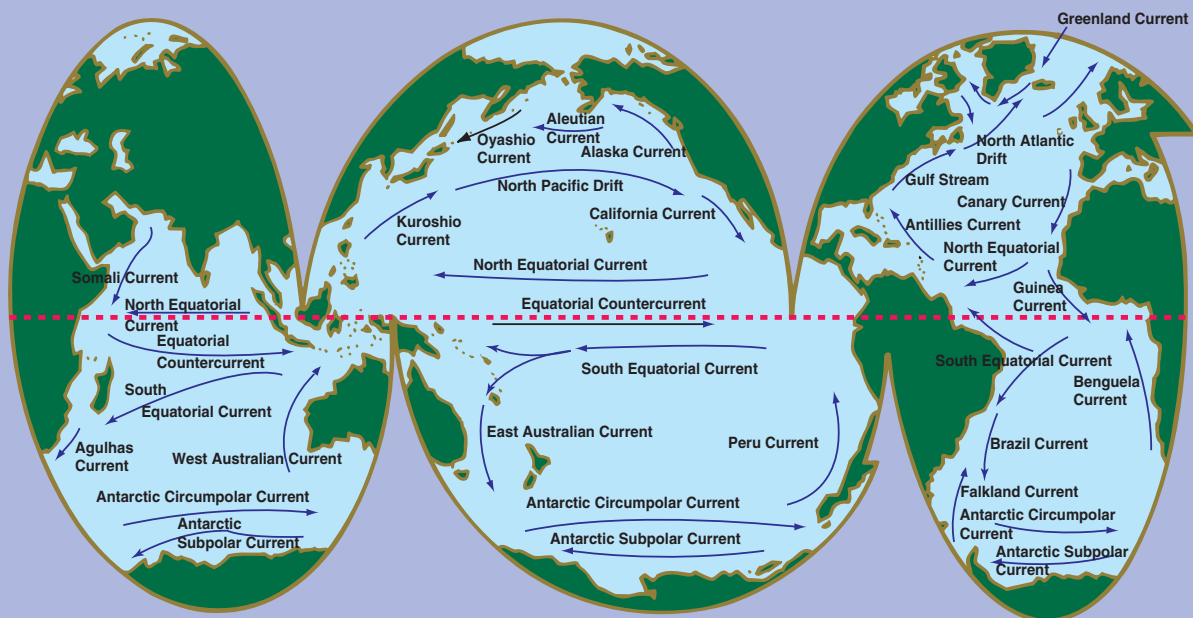 Greenland Current
Aleutian
Current
Oyashio
Current
Alaska Current
North Pacific Drift
Kuroshio
Current
California Current
North Equatorial Current
Equatorial Countercurrent
South Equatorial Current
East Australian Current
Peru Current
Antarctic Circumpolar Current
Antarctic Subpolar Current
Somali Current
North Equatorial
Current
Equatorial
Countercurrent
South
Equatorial Current
Agulhas
Current
West Australian Current
Antarctic Circumpolar Current
Antarctic
Subpolar Current
North Atlantic
Drift
Gulf Stream
Canary Current
Antillies Current
North Equatorial
Current
Guinea
Current
South Equatorial Current
Benguela
Current
Brazil Current
Falkland Current
Antarctic Circumpolar
Current
Antarctic Subpolar
Current